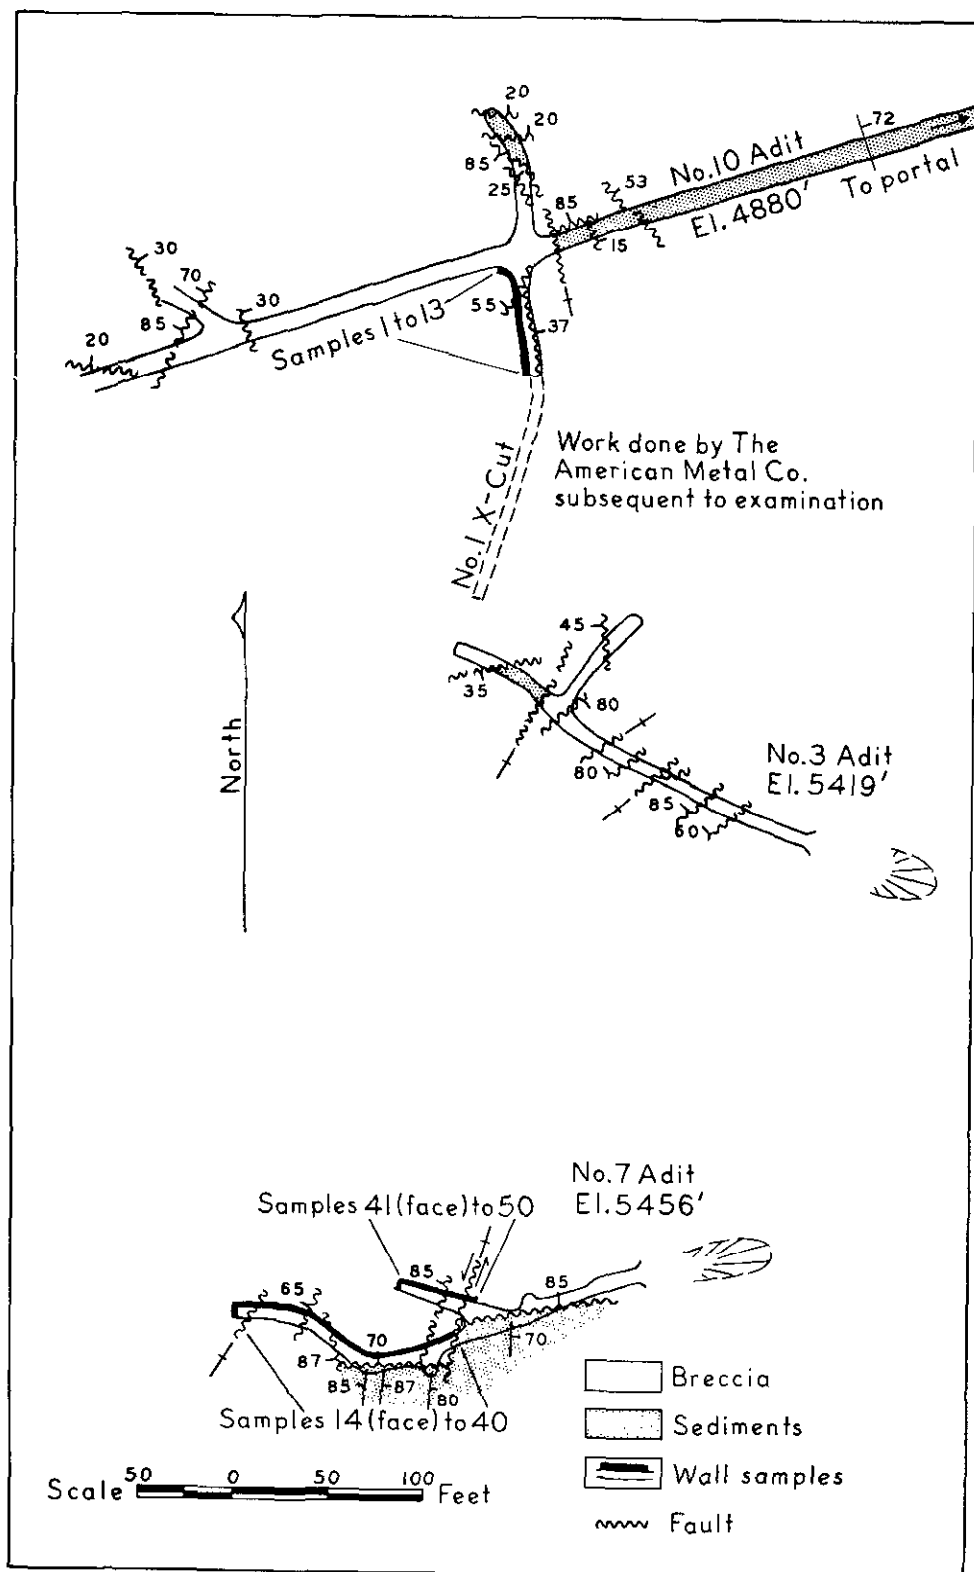 20
20
85
25
72
No.10 Adit
El. 4880' To portal
53
85
15
30
70
30
85
20
Samples 1 to 13
55
37
No. 1 X-Cut
Work done by The
American Metal Co.
subsequent to examination
North
45
35
80
80
85
60
No.3 Adit
El. 5419'
No.7 Adit
El. 5456'
Samples 41 (face) to 50
85
85
65
70
70
87
85
87
80
Samples 14 (face) to 40
Breccia
Sediments
Wall samples
Fault
Scale 50 0 50 100 Feet